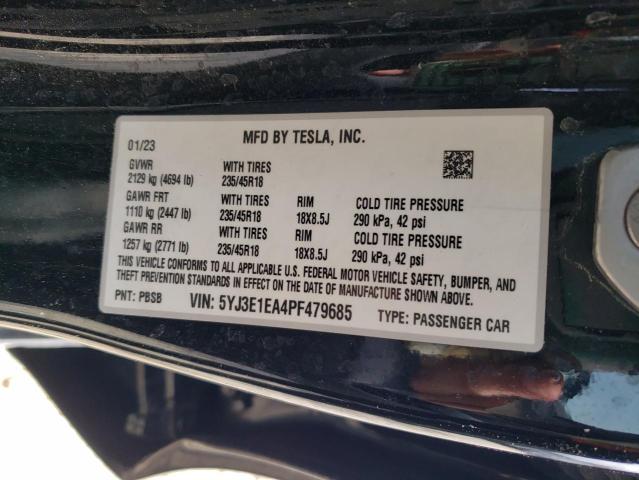 01/23 MFD BY TESLA, INC.
GVWR WITH TIRES
2129 kg (4694 lb) 235/45R18
GAWR FRT WITH TIRES RIM COLD TIRE PRESSURE
1110 kg (2447 lb) 235/45R18 18X8.5J 290 kPa, 42 psi
GAWR RR WITH TIRES RIM COLD TIRE PRESSURE
1257 kg (2771 lb) 235/45R18 18X8.5J 290 kPa, 42 psi
THIS VEHICLE CONFORMS TO ALL APPLICABLE U.S. FEDERAL MOTOR VEHICLE SAFETY, BUMPER, AND
THEFT PREVENTION STANDARDS IN EFFECT ON THE DATE OF MANUFACTURE SHOWN ABOVE.
PNT: PBSB VIN: 5YJ3E1EA4PF479685 TYPE: PASSENGER CAR